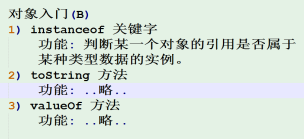 对象入门(B)
1) instanceof 关键字
功能: 判断某一个对象的引用是否属于
某种类型数据的实例。
2) toString 方法
功能: ..略..
3) valueOf 方法
功能: ..略..